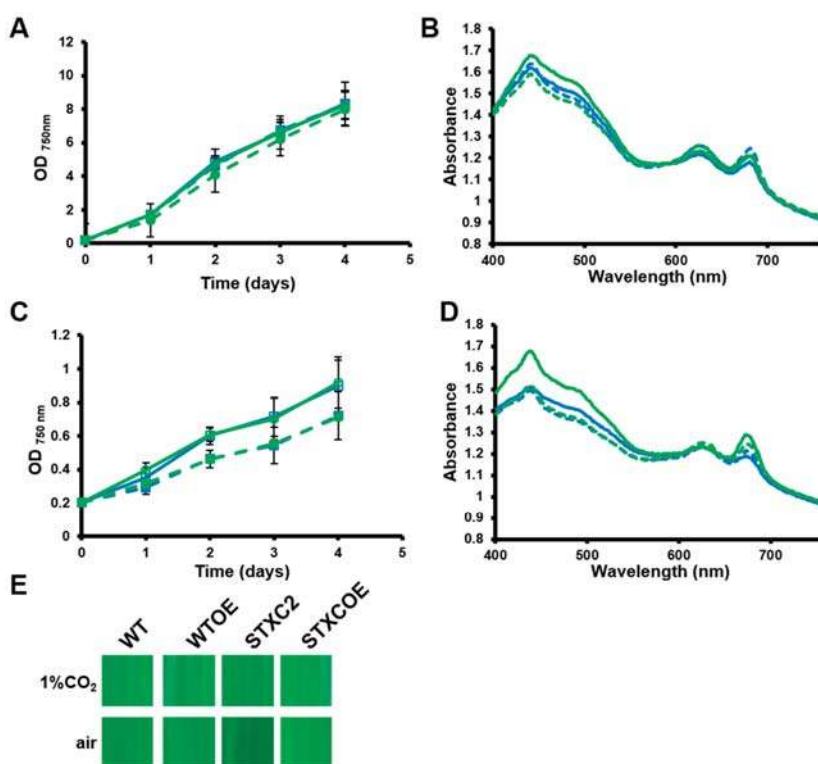 A
12
10
8
6
4
2
0
0 1 2 3 4 5
OD 750nm
Time (days)
B
1.8
1.7
1.6
1.5
1.4
1.3
1.2
1.1
1
0.9
0.8
400 500 600 700
Absorbance
Wavelength (nm)
C
1.2
1
0.8
0.6
0.4
0.2
0
0 1 2 3 4 5
OD 750 nm
Time (days)
D
1.8
1.7
1.6
1.5
1.4
1.3
1.2
1.1
1
0.9
0.8
400 500 600 700
Absorbance
Wavelength (nm)
E
WT WTOE STXC2 STXCOE
1%CO₂
air